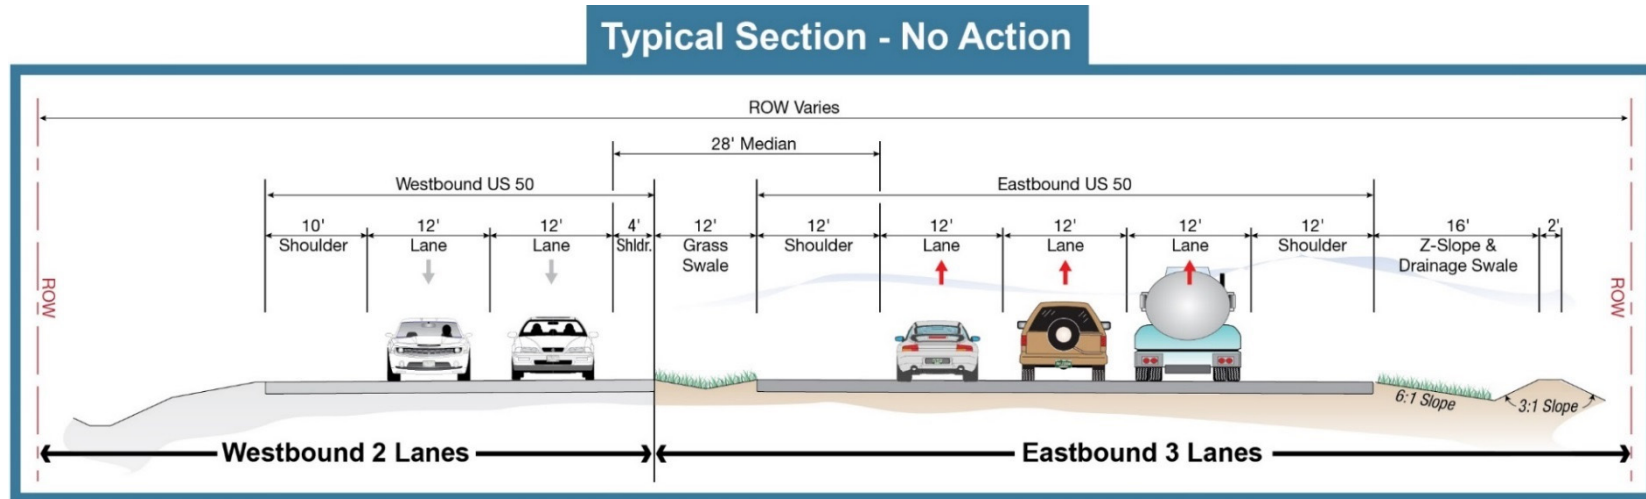 Typical Section - No Action
ROW Varies
28' Median
Westbound US 50
Eastbound US 50
10'
Shoulder
12'
Lane
12'
Lane
4'
Shldr.
12'
Grass
Swale
12'
Shoulder
12'
Lane
12'
Lane
12'
Lane
12'
Shoulder
16'
Z-Slope &
Drainage Swale
2'
ROW
ROW
6:1 Slope
3:1 Slope
Westbound 2 Lanes
Eastbound 3 Lanes